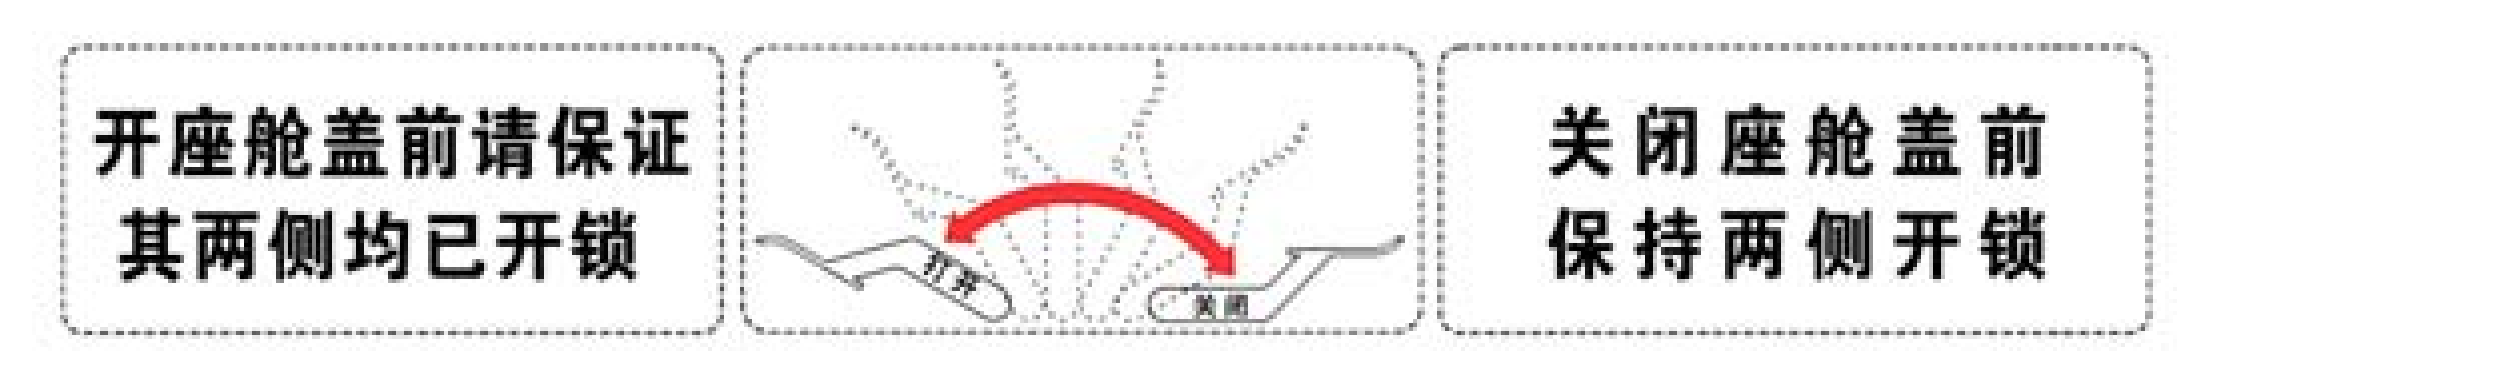 开座舱盖前请保证
其两侧均已开锁
打开
关闭
关闭座舱盖前
保持两侧开锁